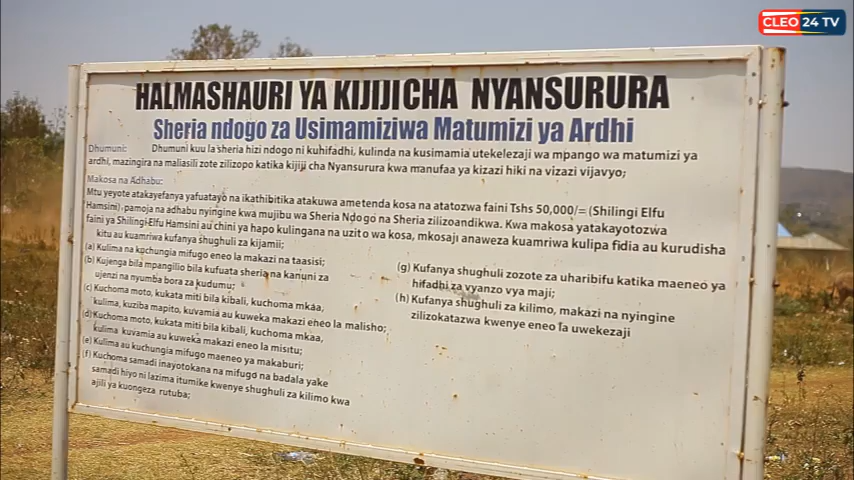 CLEO 24 TV
HALMASHAURI YA KIJIJI CHA NYANSURURA
Sheria ndogo za Usimamiziwa Matumizi ya Ardhi
Dhumuni: Dhumuni kuu la sheria hizi ndogo ni kuhifadhi, kulinda na kusimamia utekelezaji wa mpango wa matumizi ya
ardhi, mazingira na maliasili zote zilizopo katika kijiji cha Nyansurura kwa manufaa ya kizazi hiki na vizazi vijavyo;
Makosa na Adhabu:
Mtu yeyote atakayefanya yafuatayo na ikathibitika atakuwa ametenda kosa na atatozwa faini Tshs 50,000/= (Shilingi Elfu
Hamsini), pamoja na adhabu nyingine kwa mujibu wa Sheria Ndogo na Sheria zilizoandikwa. Kwa makosa yatakayotozwa
faini ya Shilingi Elfu Hamsini au chini ya hapo kulingana na uzito wa kosa, mkosaji anaweza kuamriwa kulipa fidia au kurudisha
kitu au kuamriwa kufanya shughuli za kijamii;
(a) Kulima na kochungia mifugo eneo la makazi na taasisi;
(b) Kujenga bila mpangilio bila kufuata sheria na kanuni za
ujenzi na nyumba bora za kudumu;
(c) Kuchoma moto, kukata miti bila kibali, kuchoma mkaa,
kulima, kuziba mapito, kuvamia au kuweka makazi eneo la malisho;
(d) Kuchoma moto, kukata miti bila kibali, kuchoma mkaa,
kulima kuvamia au kuweka makazi eneo la misitu;
(e) Kulima au kuchungia mifugo maeneo ya makaburi;
(f) Kuchoma samadi inayotokana na mifugo na badala yake
samadi hiyo ni lazima itumike kwenye shughuli za kilimo kwa
ajili ya kuongeza rutuba;
(g) Kufanya shughuli zozote za uharibifu katika maeneo ya
hifadhi za vyanzo vya maji;
(h) Kufanya shughuli za kilimo, makazi na nyingine
zilizokatazwa kwenye eneo la uwekezaji